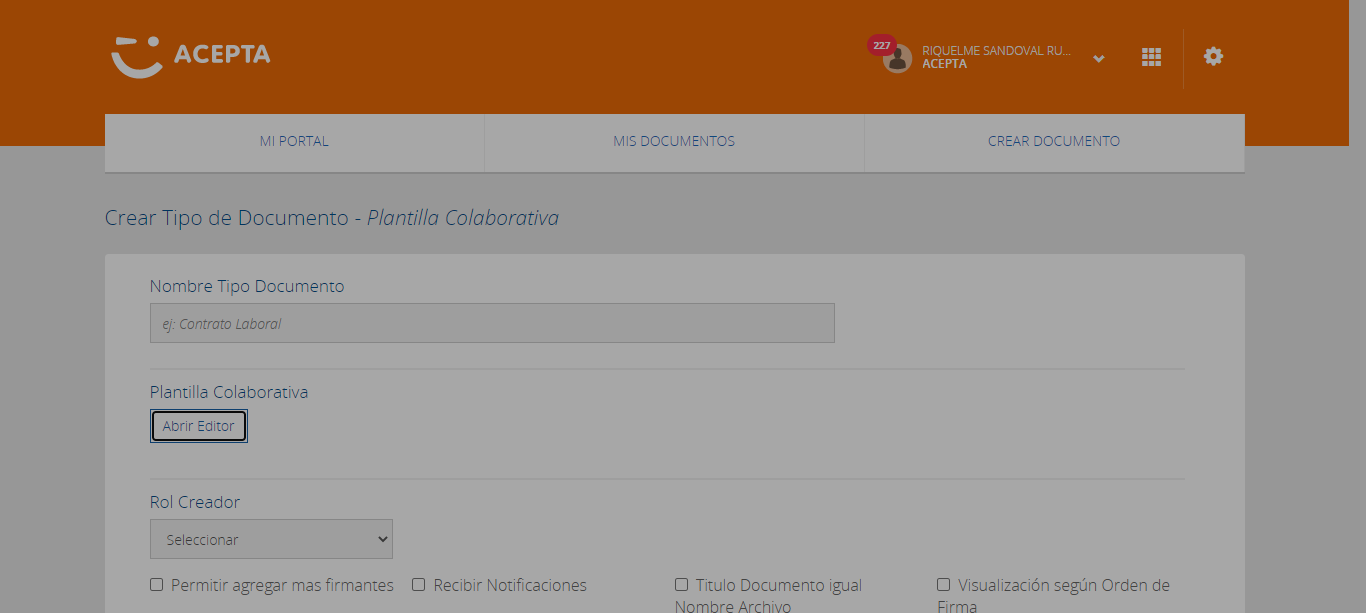 ACEPTA
227
RIQUELME SANDOVAL RU...
ACEPTA
MI PORTAL
MIS DOCUMENTOS
CREAR DOCUMENTO
Crear Tipo de Documento - Plantilla Colaborativa
Nombre Tipo Documento
ej: Contrato Laboral
Plantilla Colaborativa
Abrir Editor
Rol Creador
Seleccionar
Permitir agregar mas firmantes
Recibir Notificaciones
Titulo Documento igual
Nombre Archivo
Visualización según Orden de
Firma